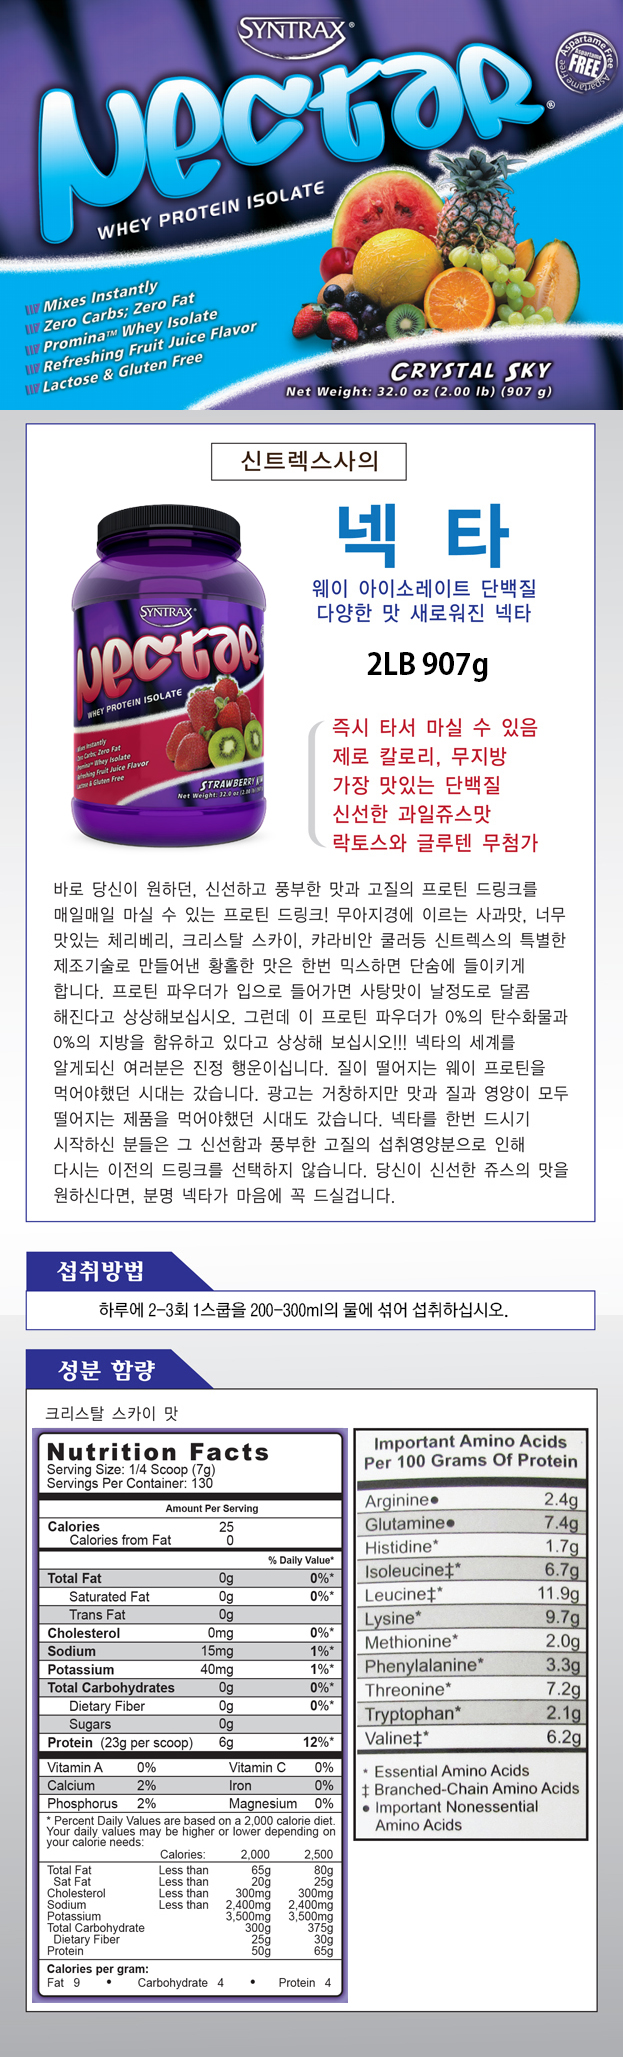 SYNTRAX®
Nectar®
WHEY PROTEIN ISOLATE
Aspartame Free
Aspartame
FREE
Aspartame Free
Mixes Instantly
Zero Carbs; Zero Fat
Promina™ Whey Isolate
Refreshing Fruit Juice Flavor
Lactose & Gluten Free
CRYSTAL SKY
Net Weight: 32.0 oz (2.00 lb) (907 g)
신트렉스사의
넥 타
웨이 아이소레이트 단백질
다양한 맛 새로워진 넥타
2LB 907g
SYNTRAX®
Nectar
WHEY PROTEIN ISOLATE
Mixes Instantly
Zero Carbs; Zero Fat
Promina™ Whey Isolate
Refreshing Fruit Juice Flavor
Lactose & Gluten Free
STRAWBERRY
Net Weight: 32.0 oz
즉시 타서 마실 수 있음
제로 칼로리, 무지방
가장 맛있는 단백질
신선한 과일쥬스맛
락토스와 글루텐 무첨가
바로 당신이 원하던, 신선하고 풍부한 맛과 고질의 프로틴 드링크를
매일매일 마실 수 있는 프로틴 드링크! 무아지경에 이르는 사과맛, 너무
맛있는 체리베리, 크리스탈 스카이, 캬라비안 쿨러등 신트렉스의 특별한
제조기술로 만들어낸 황홀한 맛은 한번 믹스하면 단숨에 들이키게
합니다. 프로틴 파우더가 입으로 들어가면 사탕맛이 날정도로 달콤
해진다고 상상해보십시오. 그런데 이 프로틴 파우더가 0%의 탄수화물과
0%의 지방을 함유하고 있다고 상상해 보십시오!!! 넥타의 세계를
알게되신 여러분은 진정 행운이십니다. 질이 떨어지는 웨이 프로틴을
먹어야했던 시대는 갔습니다. 광고는 거창하지만 맛과 질과 영양이 모두
떨어지는 제품을 먹어야했던 시대도 갔습니다. 넥타를 한번 드시기
시작하신 분들은 그 신선함과 풍부한 고질의 섭취영양분으로 인해
다시는 이전의 드링크를 선택하지 않습니다. 당신이 신선한 쥬스의 맛을
원하신다면, 분명 넥타가 마음에 꼭 드실겁니다.
섭취방법
하루에 2-3회 1스쿱을 200-300ml의 물에 섞어 섭취하십시오.
성분 함량
크리스탈 스카이 맛
Nutrition Facts
Serving Size: 1/4 Scoop (7g)
Servings Per Container: 130
Amount Per Serving
Calories 25
Calories from Fat 0
% Daily Value*
Total Fat 0g 0%*
Saturated Fat 0g 0%*
Trans Fat 0g
Cholesterol 0mg 0%*
Sodium 15mg 1%*
Potassium 40mg 1%*
Total Carbohydrates 0g 0%*
Dietary Fiber 0g 0%*
Sugars 0g
Protein (23g per scoop) 6g 12%*
Vitamin A 0% Vitamin C 0%
Calcium 2% Iron 0%
Phosphorus 2% Magnesium 0%
* Percent Daily Values are based on a 2,000 calorie diet.
Your daily values may be higher or lower depending on
your calorie needs:
Calories: 2,000 2,500
Total Fat Less than 65g 80g
Sat Fat Less than 20g 25g
Cholesterol Less than 300mg 300mg
Sodium Less than 2,400mg 2,400mg
Potassium 3,500mg 3,500mg
Total Carbohydrate 300g 375g
Dietary Fiber 25g 30g
Protein 50g 65g
Calories per gram:
Fat 9 • Carbohydrate 4 • Protein 4
Important Amino Acids
Per 100 Grams Of Protein
Arginine● 2.4g
Glutamine● 7.4g
Histidine* 1.7g
Isoleucine‡* 6.7g
Leucine‡* 11.9g
Lysine* 9.7g
Methionine* 2.0g
Phenylalanine* 3.3g
Threonine* 7.2g
Tryptophan* 2.1g
Valine‡* 6.2g
* Essential Amino Acids
‡ Branched-Chain Amino Acids
● Important Nonessential
Amino Acids